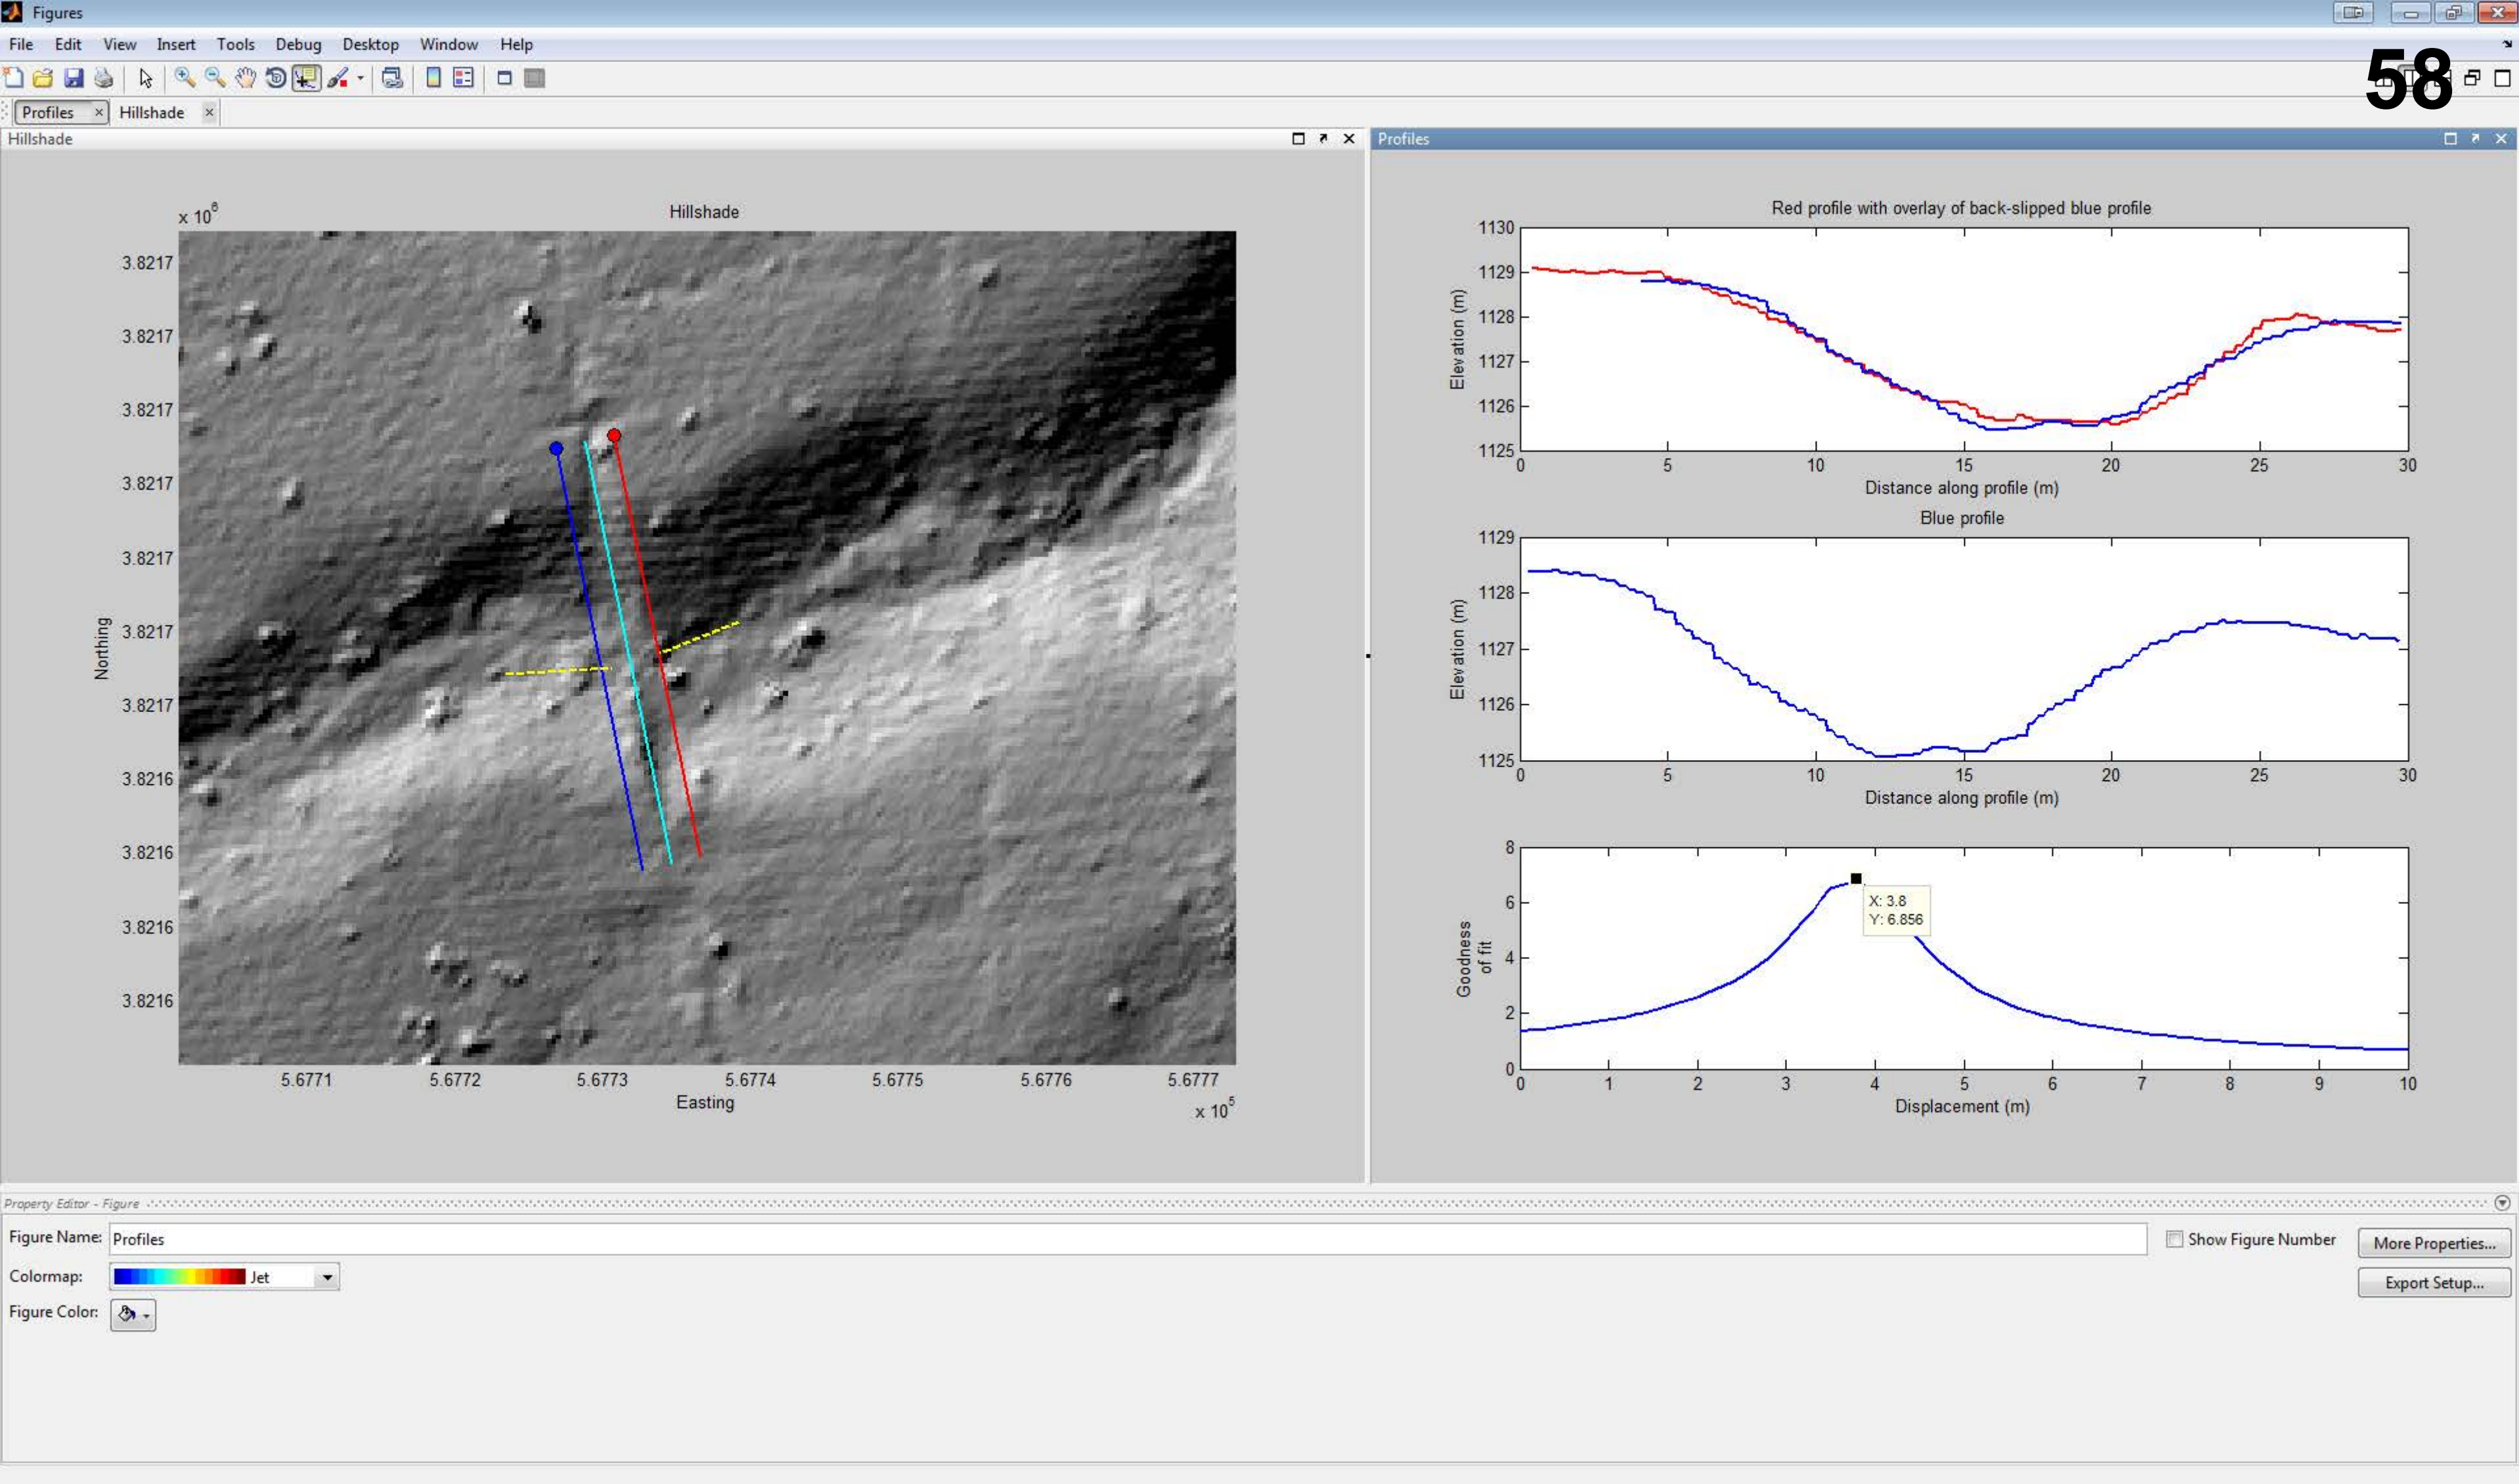 Figures
File Edit View Insert Tools Debug Desktop Window Help
58
Profiles × Hillshade ×
Hillshade
Profiles
x 10^6
Hillshade
3.8217
3.8217
3.8217
3.8217
3.8217
3.8217
3.8217
3.8216
3.8216
3.8216
3.8216
Northing
5.6771 5.6772 5.6773 5.6774 5.6775 5.6776 5.6777
Easting
x 10^5
Red profile with overlay of back-slipped blue profile
1130
1129
1128
1127
1126
1125
Elevation (m)
0 5 10 15 20 25 30
Distance along profile (m)
Blue profile
1129
1128
1127
1126
1125
Elevation (m)
0 5 10 15 20 25 30
Distance along profile (m)
8
6
4
2
0
Goodness
of fit
X: 3.8
Y: 6.856
0 1 2 3 4 5 6 7 8 9 10
Displacement (m)
Property Editor - Figure
Figure Name: Profiles
Show Figure Number
More Properties...
Colormap: Jet
Export Setup...
Figure Color: